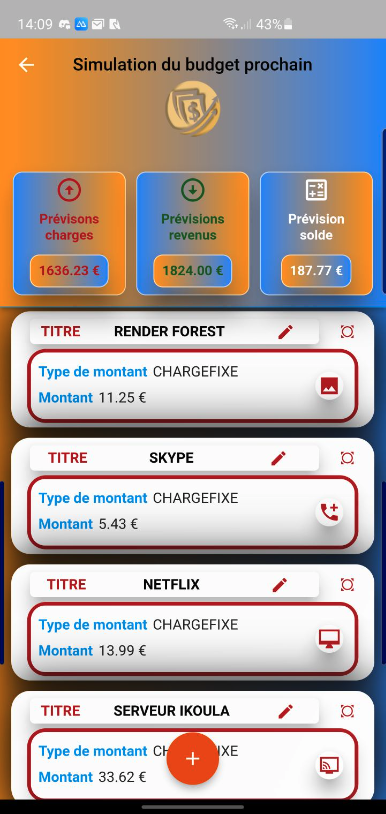 14:09 43%
Simulation du budget prochain
Prévisons
charges
1636.23 €
Prévisions
revenus
1824.00 €
Prévision
solde
187.77 €
TITRE RENDER FOREST
Type de montant CHARGEFIXE
Montant 11.25 €
TITRE SKYPE
Type de montant CHARGEFIXE
Montant 5.43 €
TITRE NETFLIX
Type de montant CHARGEFIXE
Montant 13.99 €
TITRE SERVEUR IKOULA
Type de montant CH FIXE
Montant 33.62 €